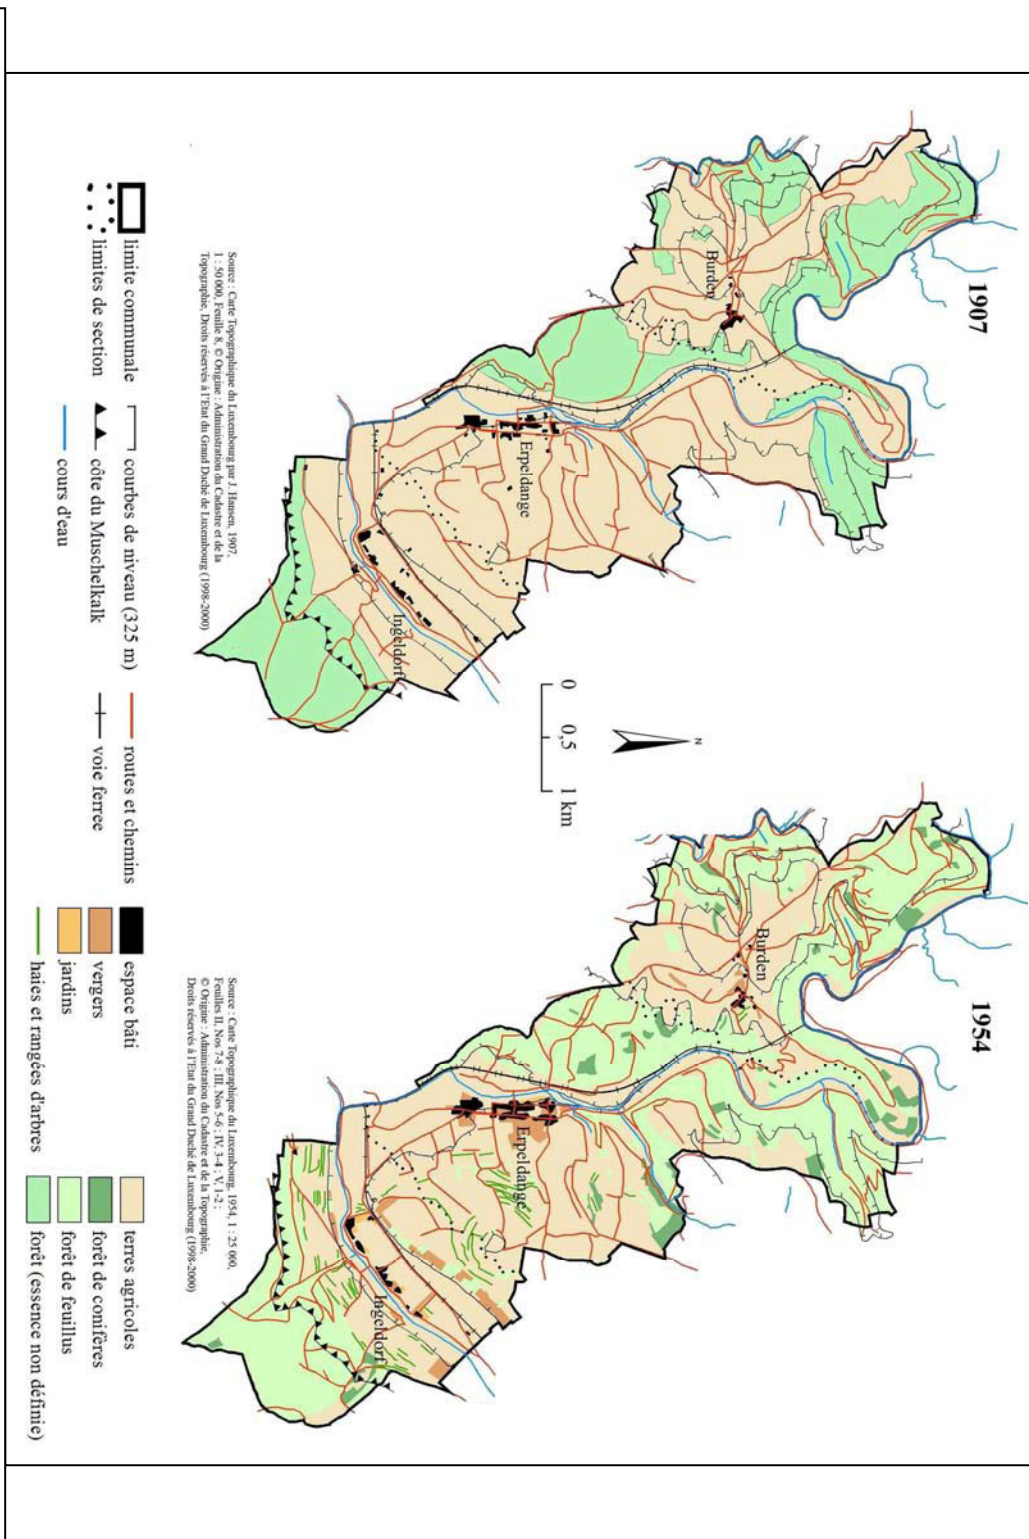 1907
Burden
Erpeldange
Ingeldorf
Source : Carte Topographique du Luxembourg par J. Hansen, 1907,
1 : 50 000, Feuille 8, © Origine : Administration du Cadastre et de la
Topographie, Droits réservés à l'Etat du Grand Duché de Luxembourg (1998-2000)
N
0 0,5 1 km
1954
Burden
Erpeldange
Ingeldorf
Source : Carte Topographique du Luxembourg, 1954, 1 : 25 000,
Feuilles II, Nos 7-8 ; III, Nos 5-6 ; IV, 3-4 ; V, 1-2 ;
© Origine : Administration du Cadastre et de la Topographie,
Droits réservés à l'Etat du Grand Duché de Luxembourg (1998-2000)
limite communale
limites de section
courbes de niveau (325 m)
côte du Muschelkalk
cours d'eau
routes et chemins
voie ferree
espace bâti
vergers
jardins
haies et rangées d'arbres
terres agricoles
forêt de conifères
forêt de feuillus
forêt (essence non définie)